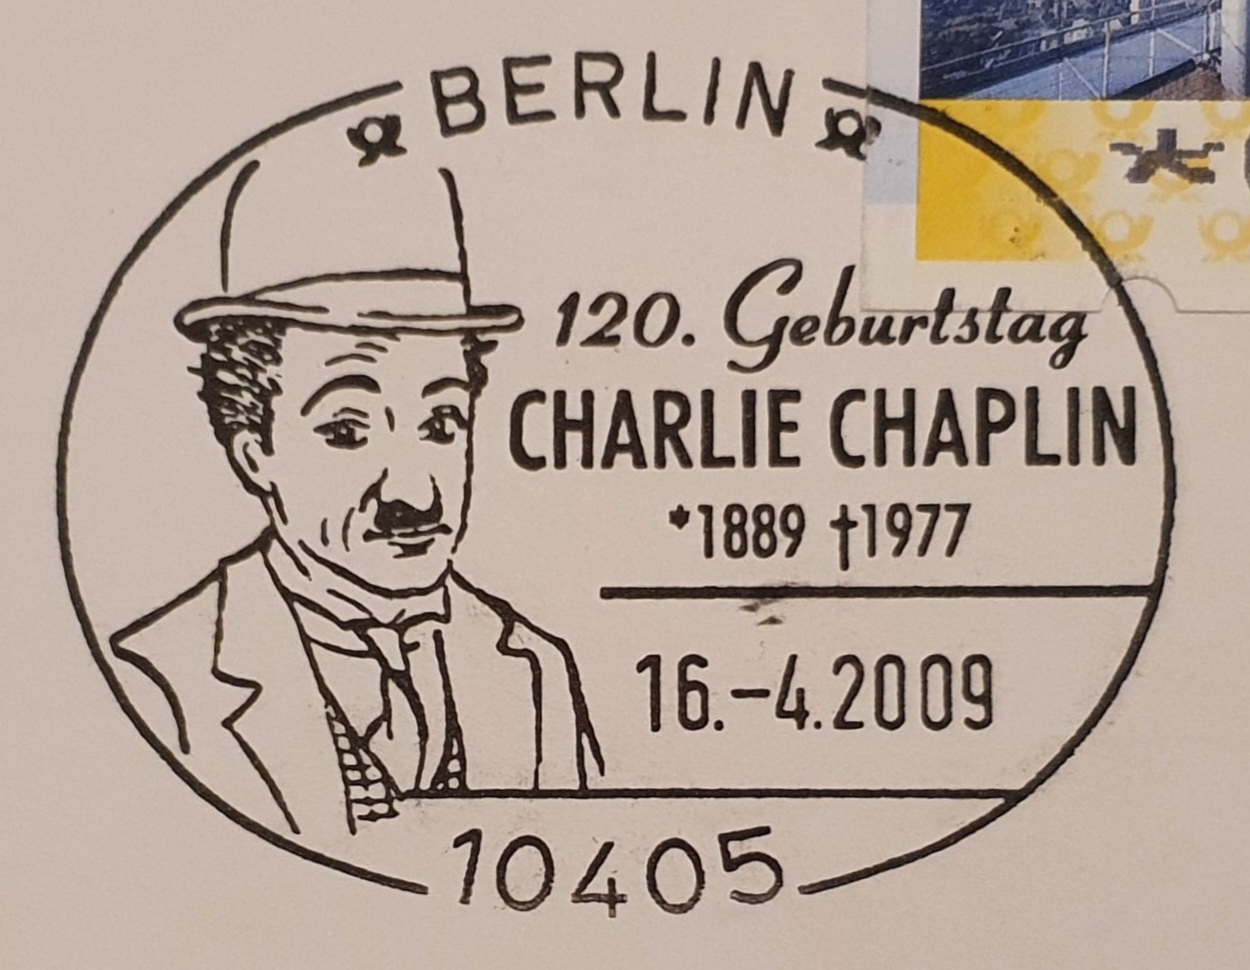 BERLIN
120. Geburtstag
CHARLIE CHAPLIN
*1889 †1977
16.-4.2009
10405